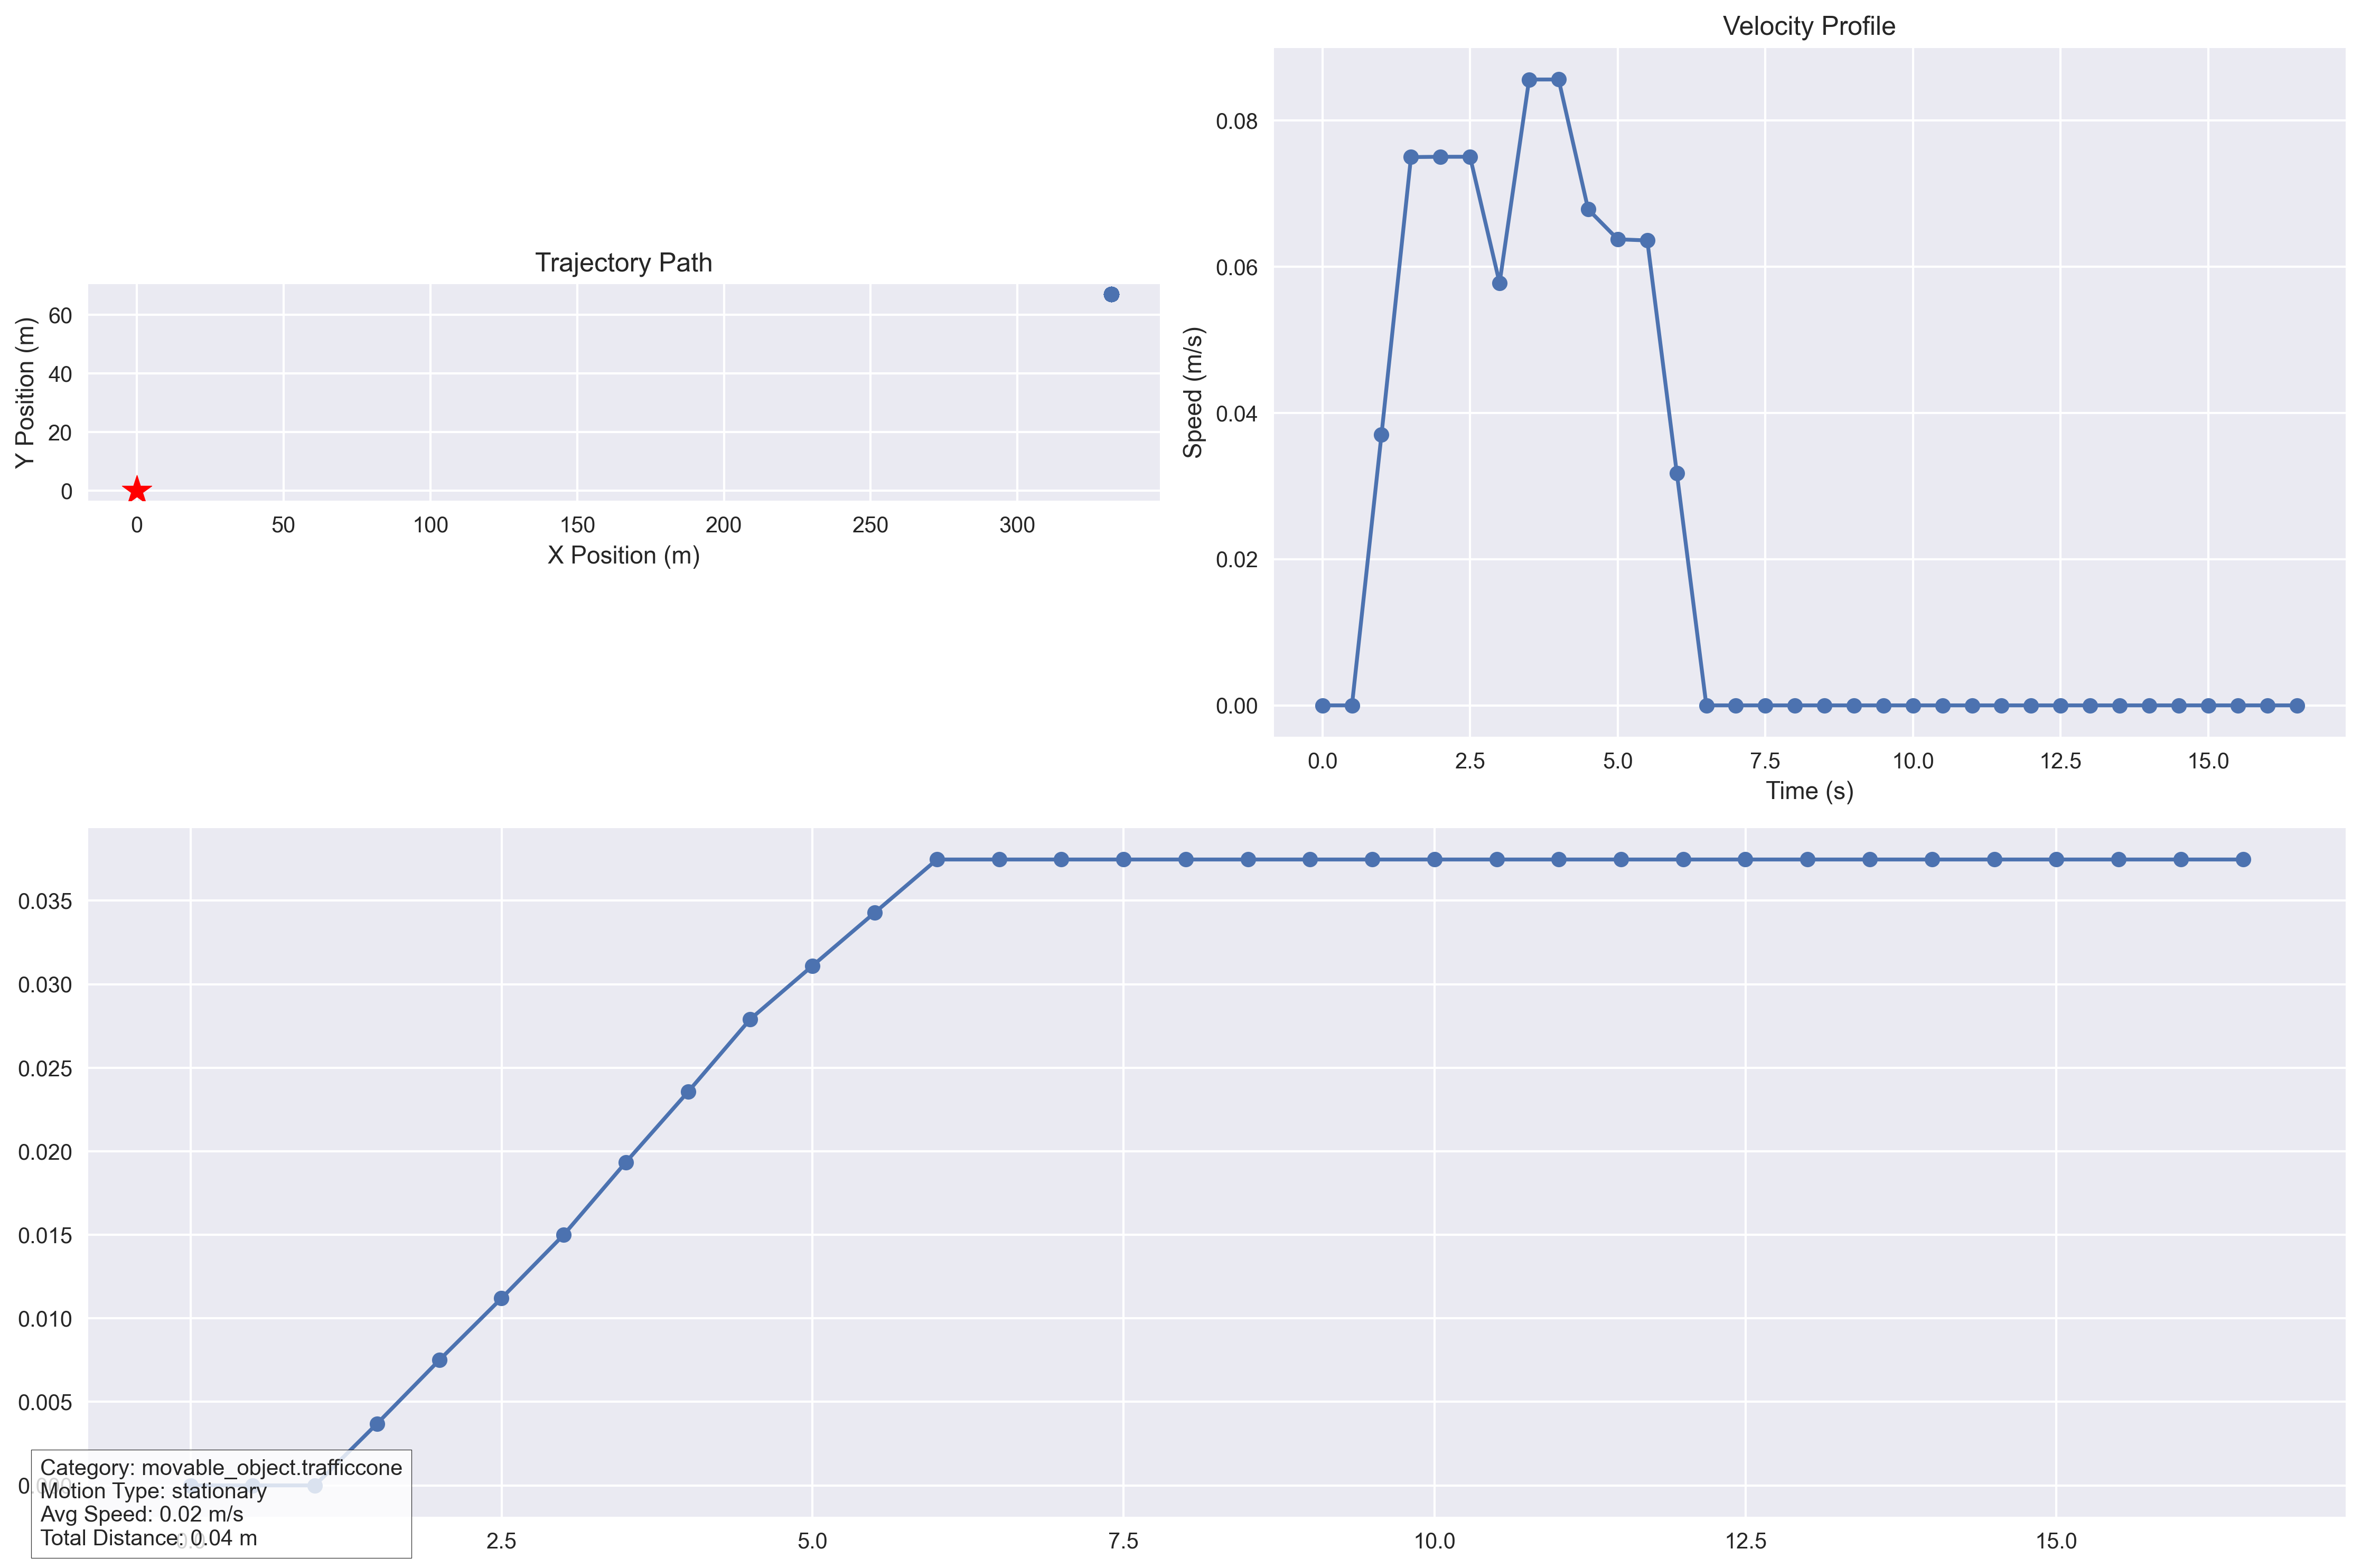 Trajectory Path
Y Position (m)
60
40
20
0
0 50 100 150 200 250 300
X Position (m)
Velocity Profile
Speed (m/s)
0.08
0.06
0.04
0.02
0.00
0.0 2.5 5.0 7.5 10.0 12.5 15.0
Time (s)
0.035
0.030
0.025
0.020
0.015
0.010
0.005
0.000
0.0 2.5 5.0 7.5 10.0 12.5 15.0
Category: movable_object.trafficcone
Motion Type: stationary
Avg Speed: 0.02 m/s
Total Distance: 0.04 m